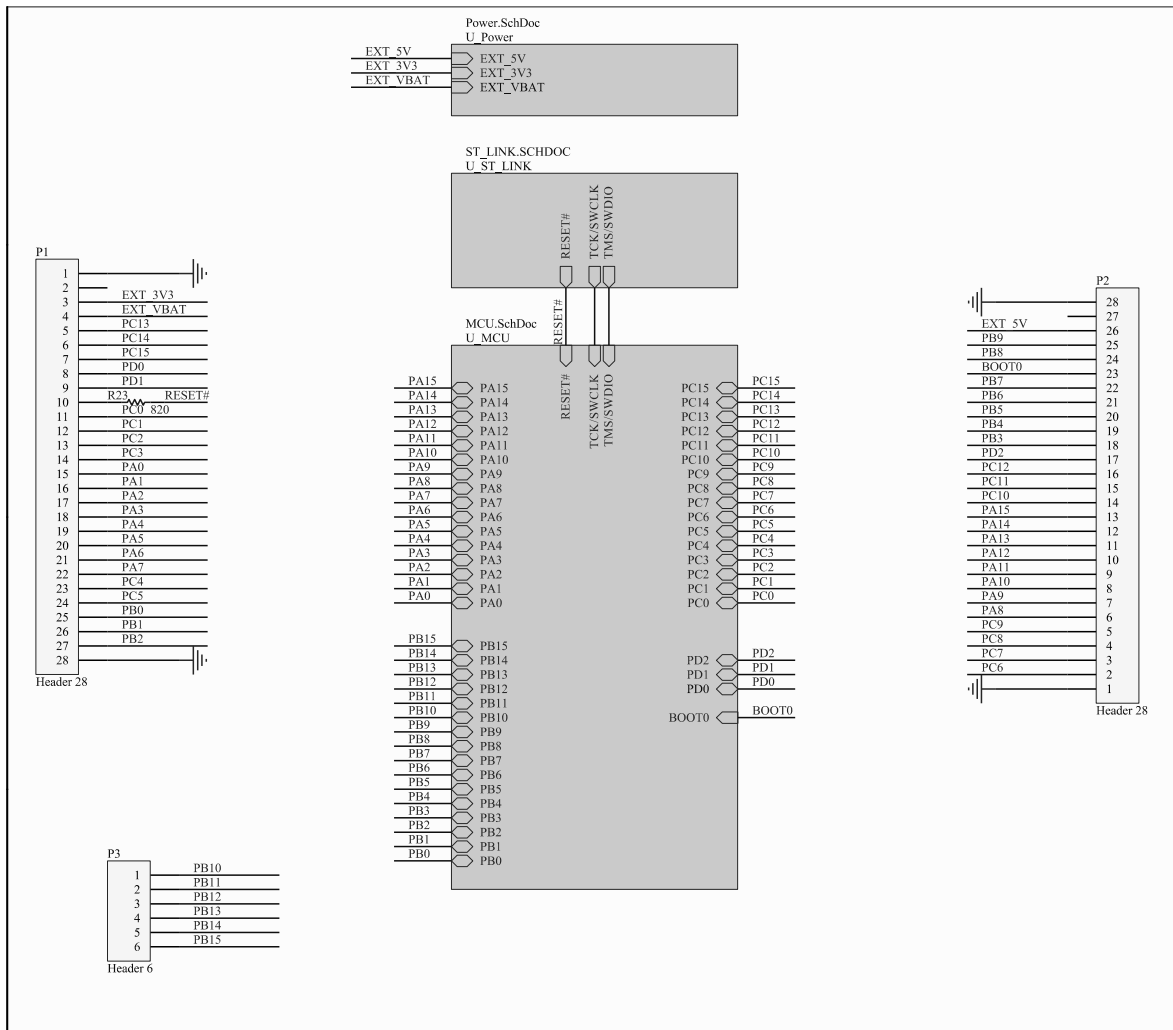 Power.SchDoc
U_Power
EXT_5V EXT_5V
EXT_3V3 EXT_3V3
EXT_VBAT EXT_VBAT
ST_LINK.SCHDOC
U_ST_LINK
RESET#
TCK/SWCLK
TMS/SWDIO
RESET#
P1
1
2
3 EXT_3V3
4 EXT_VBAT
5 PC13
6 PC14
7 PC15
8 PD0
9 PD1
10 R23 RESET#
11 PC0 820
12 PC1
13 PC2
14 PC3
15 PA0
16 PA1
17 PA2
18 PA3
19 PA4
20 PA5
21 PA6
22 PA7
23 PC4
24 PC5
25 PB0
26 PB1
27 PB2
28
Header 28
MCU.SchDoc
U_MCU
RESET#
TCK/SWCLK
TMS/SWDIO
PA15 PA15
PA14 PA14
PA13 PA13
PA12 PA12
PA11 PA11
PA10 PA10
PA9 PA9
PA8 PA8
PA7 PA7
PA6 PA6
PA5 PA5
PA4 PA4
PA3 PA3
PA2 PA2
PA1 PA1
PA0 PA0
PB15 PB15
PB14 PB14
PB13 PB13
PB12 PB12
PB11 PB11
PB10 PB10
PB9 PB9
PB8 PB8
PB7 PB7
PB6 PB6
PB5 PB5
PB4 PB4
PB3 PB3
PB2 PB2
PB1 PB1
PB0 PB0
PC15 PC15
PC14 PC14
PC13 PC13
PC12 PC12
PC11 PC11
PC10 PC10
PC9 PC9
PC8 PC8
PC7 PC7
PC6 PC6
PC5 PC5
PC4 PC4
PC3 PC3
PC2 PC2
PC1 PC1
PC0 PC0
PD2 PD2
PD1 PD1
PD0 PD0
BOOT0 BOOT0
P2
28
27
EXT_5V 26
PB9 25
PB8 24
BOOT0 23
PB7 22
PB6 21
PB5 20
PB4 19
PB3 18
PD2 17
PC12 16
PC11 15
PC10 14
PA15 13
PA14 12
PA13 11
PA12 10
PA11 9
PA10 8
PA9 7
PA8 6
PC9 5
PC8 4
PC7 3
PC6 2
1
Header 28
P3
1 PB10
2 PB11
3 PB12
4 PB13
5 PB14
6 PB15
Header 6